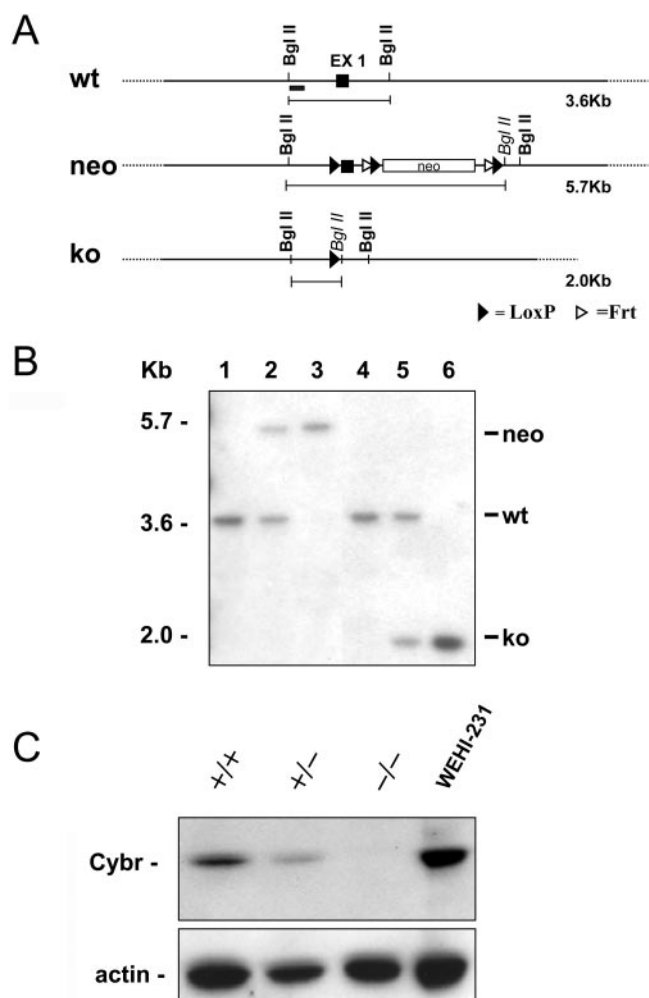 A
Bgl II
Bgl II
EX 1
wt
3.6Kb
Bgl II
Bgl II
Bgl II
neo
neo
5.7Kb
Bgl II
Bgl II
Bgl II
ko
2.0Kb
= LoxP =Frt
B
Kb 1 2 3 4 5 6
5.7 - neo
3.6 - wt
2.0 - ko
C
+/+ +/− −/− WEHI-231
Cybr -
actin -